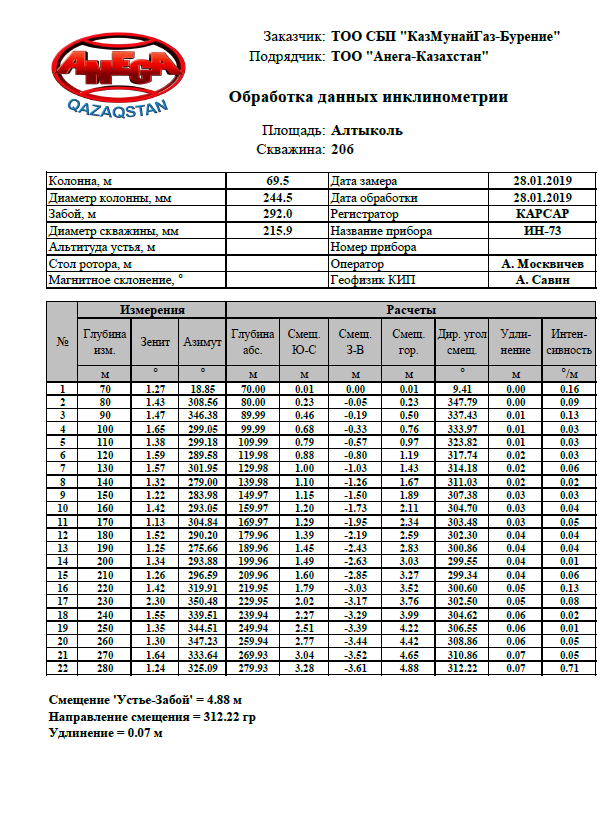 ANEGA
QAZAQSTAN
Заказчик: ТОО СБП "КазМунайГаз-Бурение"
Подрядчик: ТОО "Анега-Казахстан"
Обработка данных инклинометрии
Площадь: Алтыколь
Скважина: 206
Колонна, м 69.5 Дата замера 28.01.2019
Диаметр колонны, мм 244.5 Дата обработки 28.01.2019
Забой, м 292.0 Регистратор КАРСАР
Диаметр скважины, мм 215.9 Название прибора ИН-73
Альтитуда устья, м Номер прибора
Стол ротора, м Оператор А. Москвичев
Магнитное склонение, ° Геофизик КИП А. Савин
№ Измерения Расчеты
Глубина изм. Зенит Азимут Глубина абс. Смещ. Ю-С Смещ. З-В Смещ. гор. Дир. угол смещ. Удли-нение Интен-сивность
м ° ° м м м м ° м °/м
1 70 1.27 18.85 70.00 0.01 0.00 0.01 9.41 0.00 0.16
2 80 1.43 308.56 80.00 0.23 -0.05 0.23 347.79 0.00 0.09
3 90 1.47 346.38 89.99 0.46 -0.19 0.50 337.43 0.01 0.13
4 100 1.65 299.05 99.99 0.68 -0.33 0.76 333.97 0.01 0.03
5 110 1.38 299.18 109.99 0.79 -0.57 0.97 323.82 0.01 0.03
6 120 1.59 289.58 119.98 0.88 -0.80 1.19 317.74 0.02 0.03
7 130 1.57 301.95 129.98 1.00 -1.03 1.43 314.18 0.02 0.06
8 140 1.32 279.00 139.98 1.10 -1.26 1.67 311.03 0.02 0.02
9 150 1.22 283.98 149.97 1.15 -1.50 1.89 307.38 0.03 0.03
10 160 1.42 293.05 159.97 1.20 -1.73 2.11 304.70 0.03 0.04
11 170 1.13 304.84 169.97 1.29 -1.95 2.34 303.48 0.03 0.05
12 180 1.52 290.20 179.96 1.39 -2.19 2.59 302.30 0.04 0.04
13 190 1.25 275.66 189.96 1.45 -2.43 2.83 300.86 0.04 0.04
14 200 1.34 293.88 199.96 1.49 -2.63 3.03 299.55 0.04 0.01
15 210 1.26 296.59 209.96 1.60 -2.85 3.27 299.34 0.04 0.06
16 220 1.42 319.91 219.95 1.79 -3.03 3.52 300.60 0.05 0.13
17 230 2.30 350.48 229.95 2.02 -3.17 3.76 302.50 0.05 0.08
18 240 1.55 339.51 239.94 2.27 -3.29 3.99 304.62 0.06 0.02
19 250 1.35 344.51 249.94 2.51 -3.39 4.22 306.55 0.06 0.01
20 260 1.30 347.23 259.94 2.77 -3.44 4.42 308.86 0.06 0.05
21 270 1.64 333.64 269.93 3.04 -3.52 4.65 310.86 0.07 0.05
22 280 1.24 325.09 279.93 3.28 -3.61 4.88 312.22 0.07 0.71
Смещение 'Устье-Забой' = 4.88 м
Направление смещения = 312.22 гр
Удлинение = 0.07 м